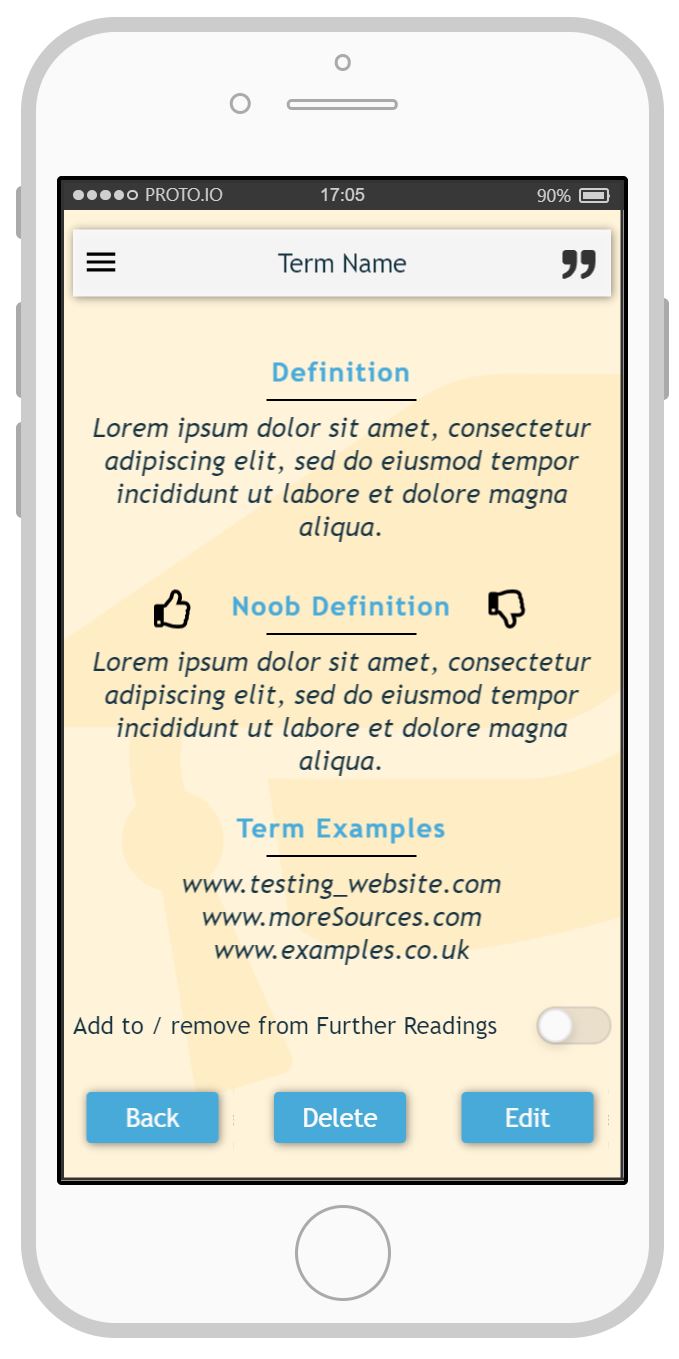 PROTO.IO 17:05 90%
Term Name
Definition
Lorem ipsum dolor sit amet, consectetur
adipiscing elit, sed do eiusmod tempor
incididunt ut labore et dolore magna
aliqua.
Noob Definition
Lorem ipsum dolor sit amet, consectetur
adipiscing elit, sed do eiusmod tempor
incididunt ut labore et dolore magna
aliqua.
Term Examples
www.testing_website.com
www.moreSources.com
www.examples.co.uk
Add to / remove from Further Readings
Back Delete Edit